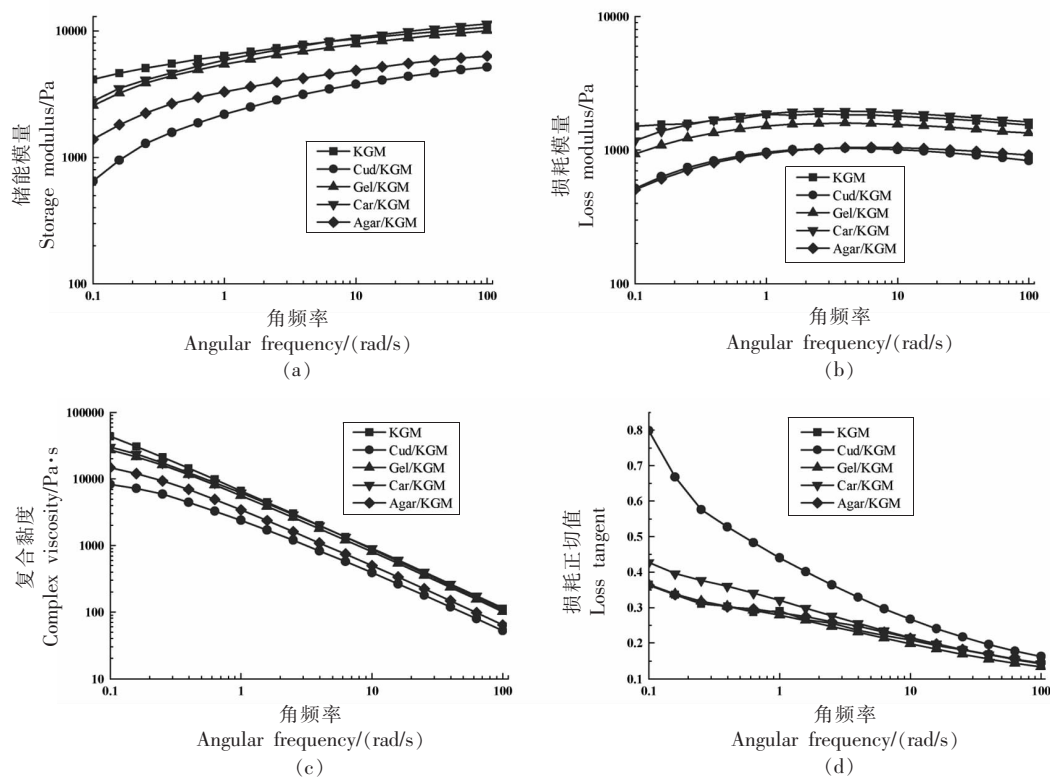 储能模量
Storage modulus/Pa
10000
1000
100
KGM
Cud/KGM
Gel/KGM
Car/KGM
Agar/KGM
0.1 1 10 100
角频率
Angular frequency/(rad/s)
(a)
损耗模量
Loss modulus/Pa
10000
1000
100
KGM
Cud/KGM
Gel/KGM
Car/KGM
Agar/KGM
0.1 1 10 100
角频率
Angular frequency/(rad/s)
(b)
复合黏度
Complex viscosity/Pa·s
100000
10000
1000
100
10
KGM
Cud/KGM
Gel/KGM
Car/KGM
Agar/KGM
0.1 1 10 100
角频率
Angular frequency/(rad/s)
(c)
损耗正切值
Loss tangent
0.8
0.7
0.6
0.5
0.4
0.3
0.2
0.1
KGM
Cud/KGM
Gel/KGM
Car/KGM
Agar/KGM
0.1 1 10 100
角频率
Angular frequency/(rad/s)
(d)